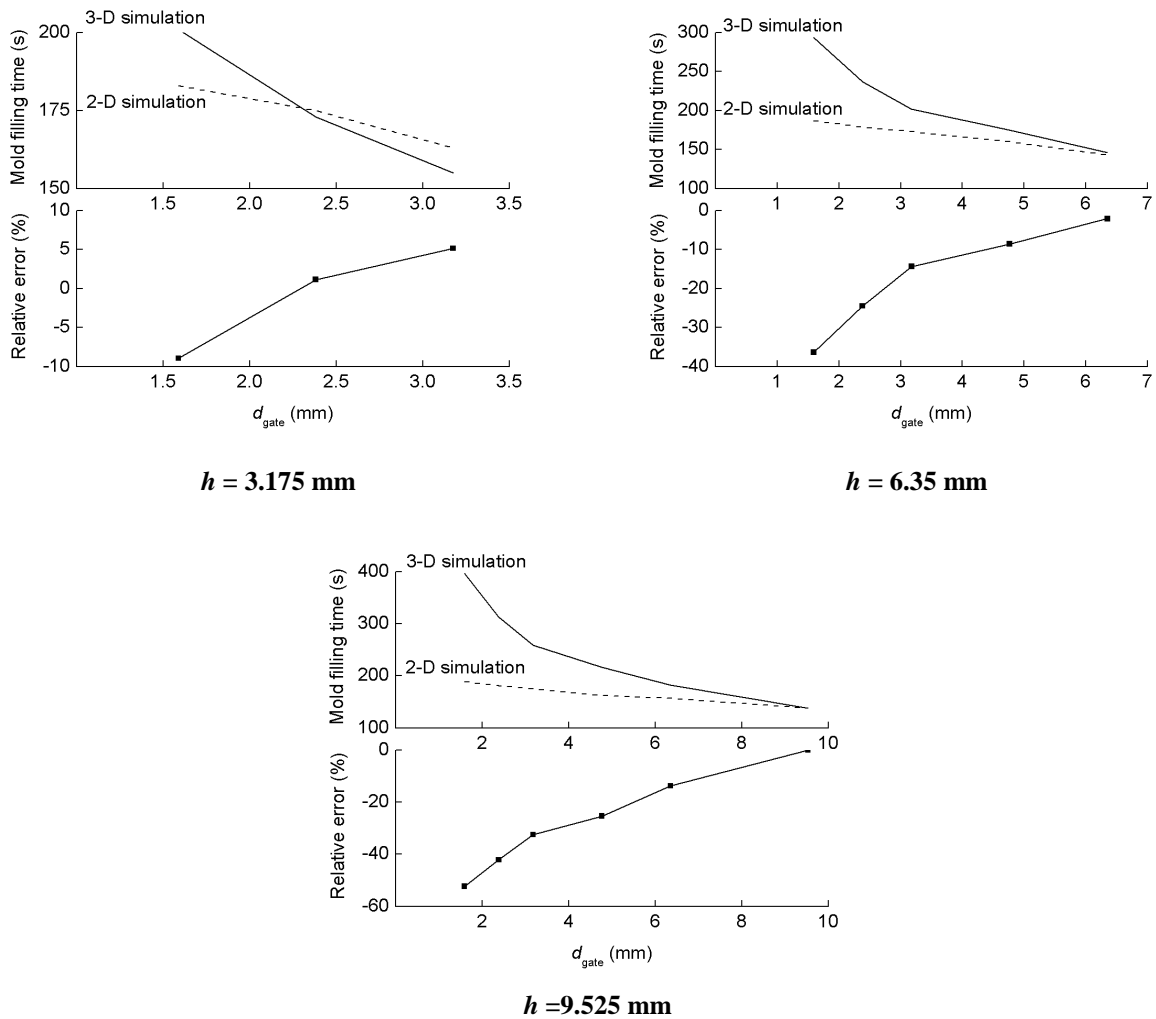 3-D simulation
2-D simulation
Mold filling time (s)
200
175
150
1.5 2.0 2.5 3.0 3.5
Relative error (%)
10
5
0
-5
-10
1.5 2.0 2.5 3.0 3.5
dgate (mm)
h = 3.175 mm
3-D simulation
2-D simulation
Mold filling time (s)
300
250
200
150
100
1 2 3 4 5 6 7
Relative error (%)
0
-10
-20
-30
-40
1 2 3 4 5 6 7
dgate (mm)
h = 6.35 mm
3-D simulation
2-D simulation
Mold filling time (s)
400
300
200
100
2 4 6 8 10
Relative error (%)
0
-20
-40
-60
2 4 6 8 10
dgate (mm)
h =9.525 mm